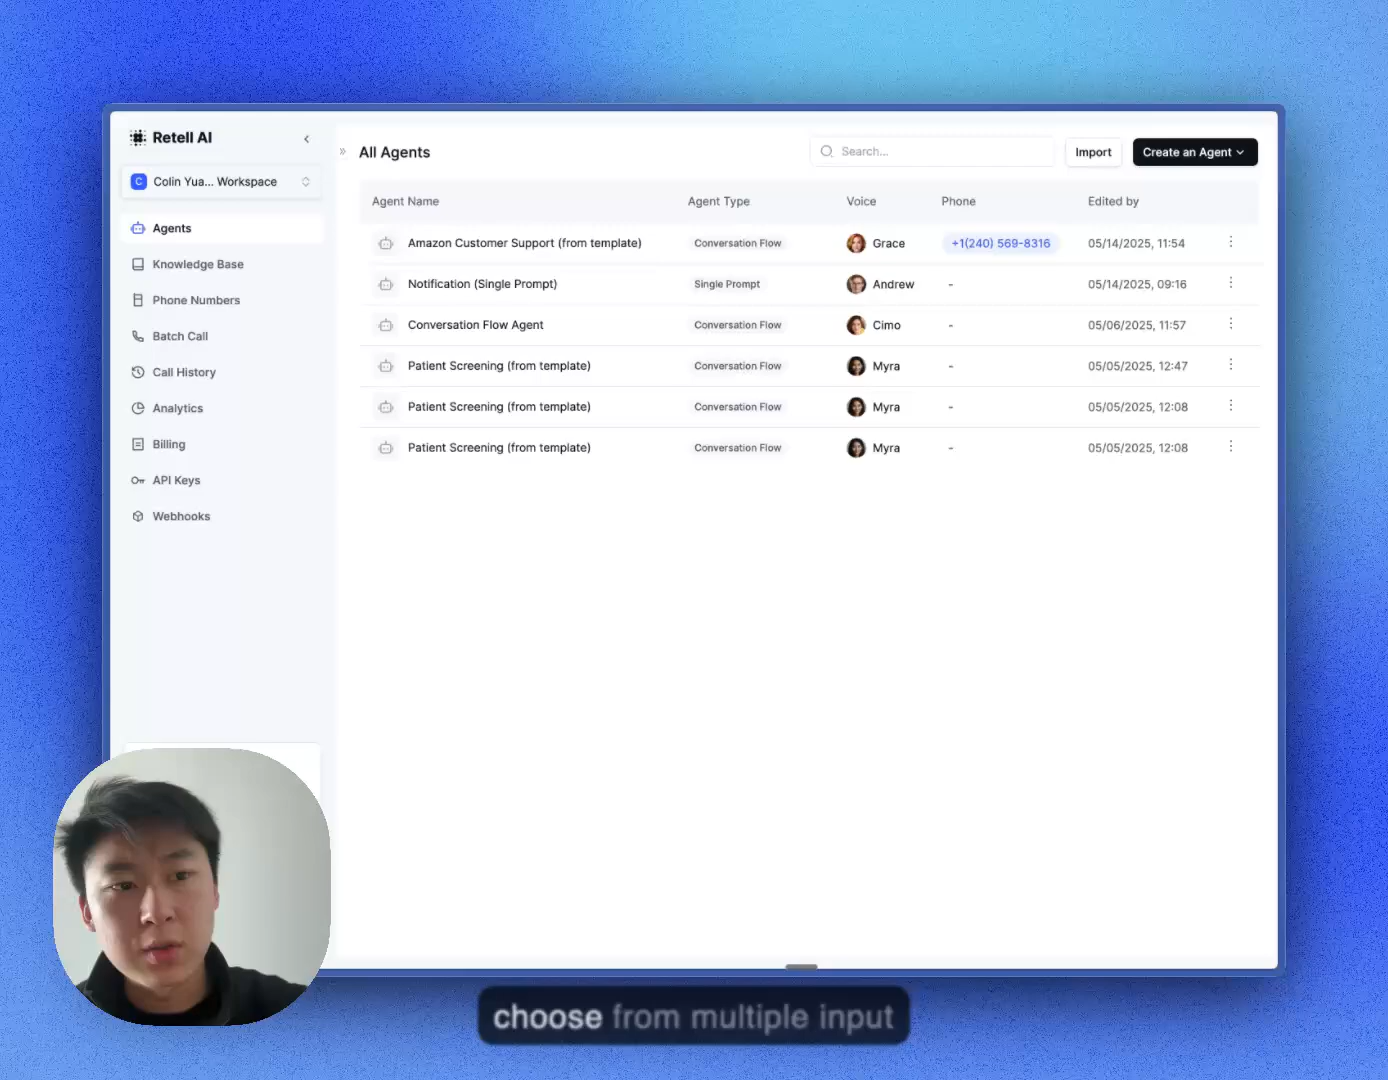 Retell AI
C Colin Yua... Workspace
Agents
Knowledge Base
Phone Numbers
Batch Call
Call History
Analytics
Billing
API Keys
Webhooks
All Agents
Search...
Import
Create an Agent
Agent Name Agent Type Voice Phone Edited by
Amazon Customer Support (from template) Conversation Flow Grace +1(240) 569-8316 05/14/2025, 11:54
Notification (Single Prompt) Single Prompt Andrew - 05/14/2025, 09:16
Conversation Flow Agent Conversation Flow Cimo - 05/06/2025, 11:57
Patient Screening (from template) Conversation Flow Myra - 05/05/2025, 12:47
Patient Screening (from template) Conversation Flow Myra - 05/05/2025, 12:08
Patient Screening (from template) Conversation Flow Myra - 05/05/2025, 12:08
choose from multiple input